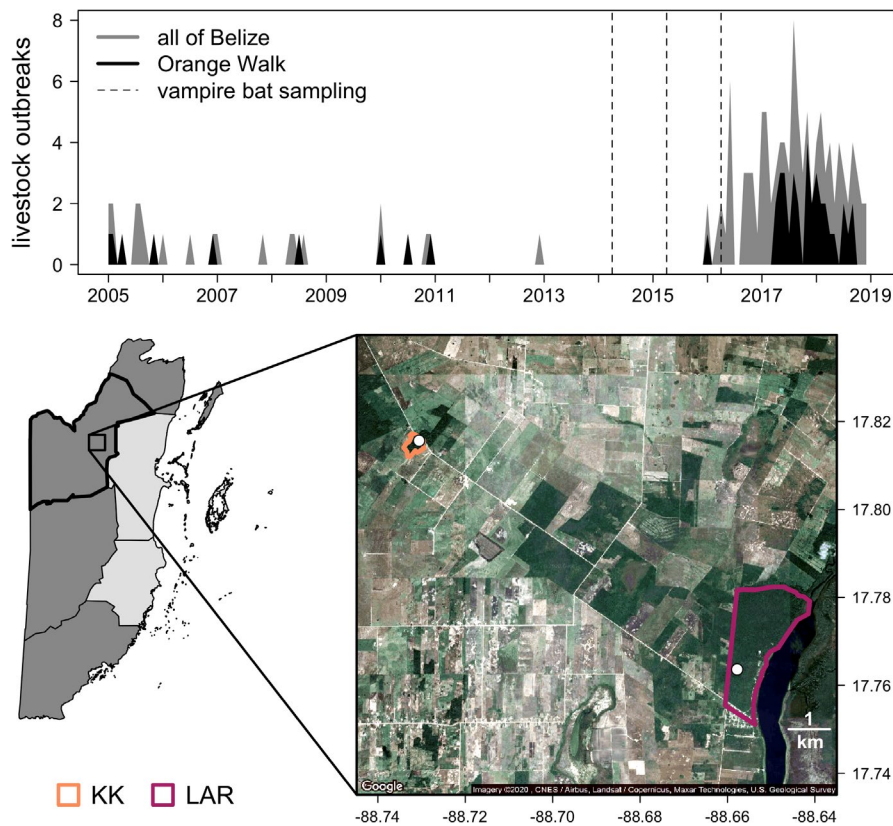 8
6
4
2
0
livestock outbreaks
all of Belize
Orange Walk
vampire bat sampling
2005 2007 2009 2011 2013 2015 2017 2019
17.82
17.80
17.78
17.76
17.74
1
km
Google
Imagery ©2020 , CNES / Airbus, Landsat / Copernicus, Maxar Technologies, U.S. Geological Survey
-88.74 -88.72 -88.70 -88.68 -88.66 -88.64
KK LAR